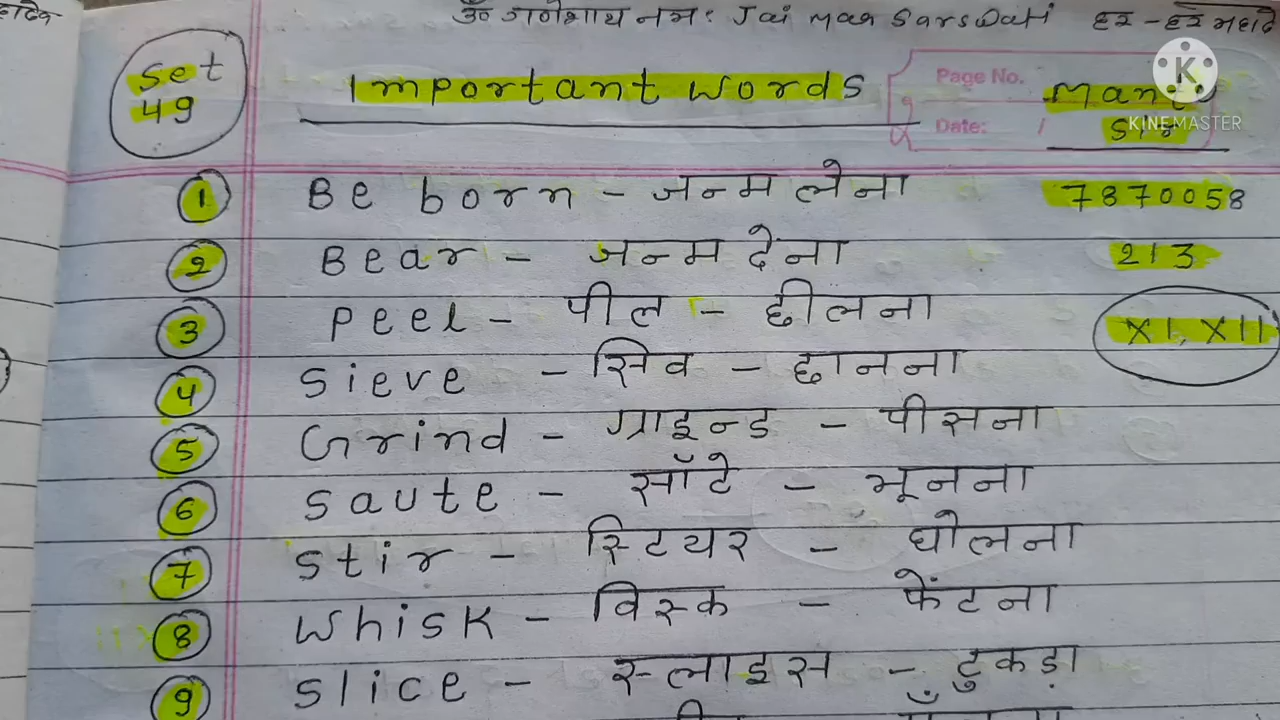 ॐ गणेशाय नमः Jai Maa Sarswati हर-हर महादे
Set
49
Important words
Page No.
Date:
K
KINEMASTER
Sir
① Be born - जन्म लेना
7870058
② Bear - जन्म देना
213
③ Peel - पील - छीलना
XI, XII
④ Sieve - सिव - छानना
⑤ Grind - ग्राइन्ड - पीसना
⑥ Saute - सॉटे - भूनना
⑦ Stir - स्टियर - घोलना
⑧ Whisk - विस्क - फेंटना
⑨ Slice - स्लाइस - टुकड़ा